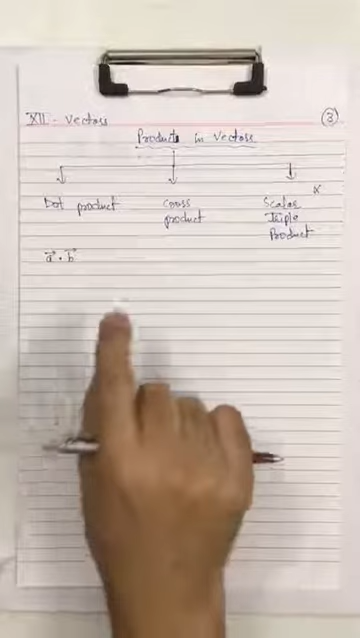 XII - Vectors
3
Products in Vectors
x
Dot product
Cross product
Scalar Triple Product
a⃗ . b⃗